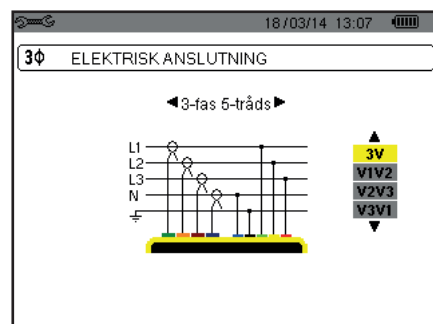 18/03/14 13:07
3Φ ELEKTRISK ANSLUTNING
◄3-fas 5-tråds►
L1
L2
L3
N
3V
V1V2
V2V3
V3V1